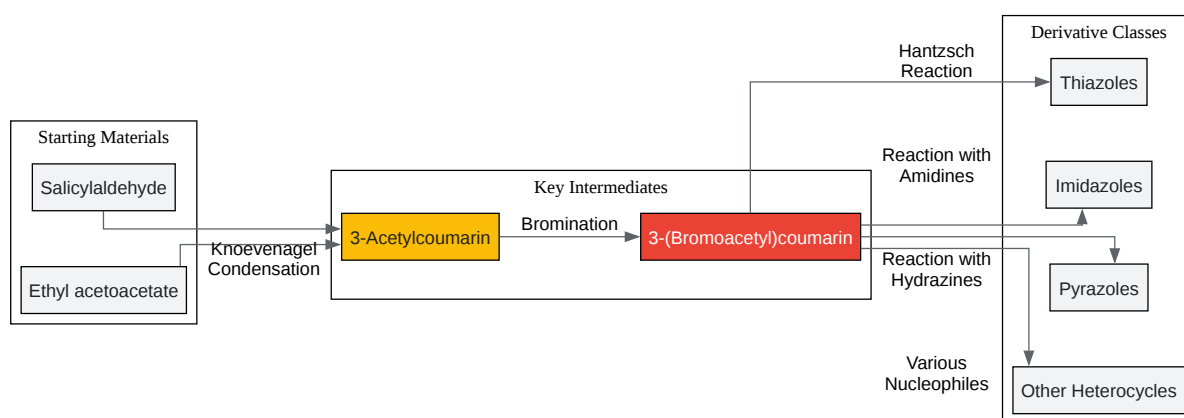 Starting Materials
Salicylaldehyde
Ethyl acetoacetate
Knoevenagel
Condensation
Key Intermediates
3-Acetylcoumarin
Bromination
3-(Bromoacetyl)coumarin
Hantzsch
Reaction
Reaction with
Amidines
Reaction with
Hydrazines
Various
Nucleophiles
Derivative Classes
Thiazoles
Imidazoles
Pyrazoles
Other Heterocycles